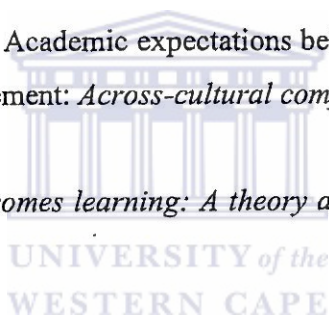 Academic expectations be
ement: Across-cultural com
omes learning: A theory a
UNIVERSITY of the
WESTERN CAPE